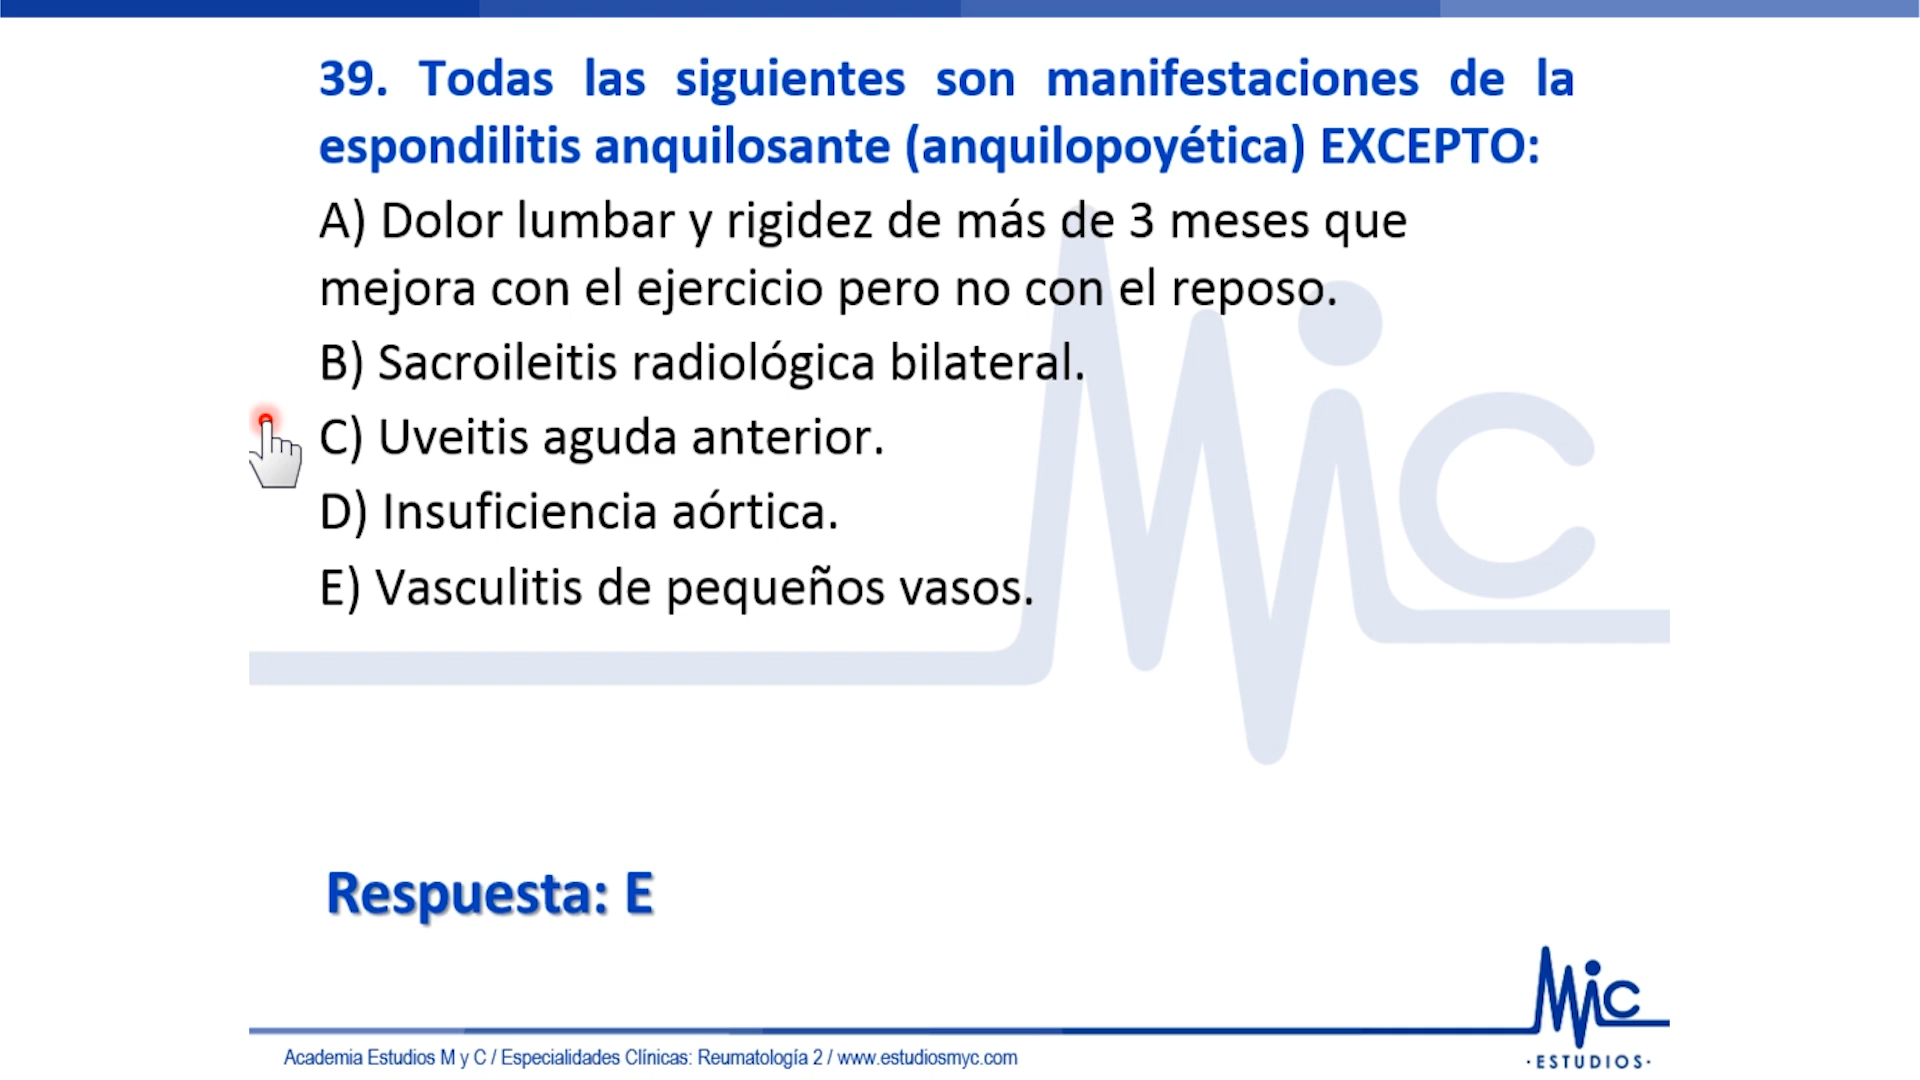 39. Todas las siguientes son manifestaciones de la
espondilitis anquilosante (anquilopoyética) EXCEPTO:
A) Dolor lumbar y rigidez de más de 3 meses que
mejora con el ejercicio pero no con el reposo.
B) Sacroileitis radiológica bilateral.
C) Uveitis aguda anterior.
D) Insuficiencia aórtica.
E) Vasculitis de pequeños vasos.
MiC
Respuesta: E
MiC
·ESTUDIOS·
Academia Estudios M y C / Especialidades Clínicas: Reumatología 2 / www.estudiosmyc.com